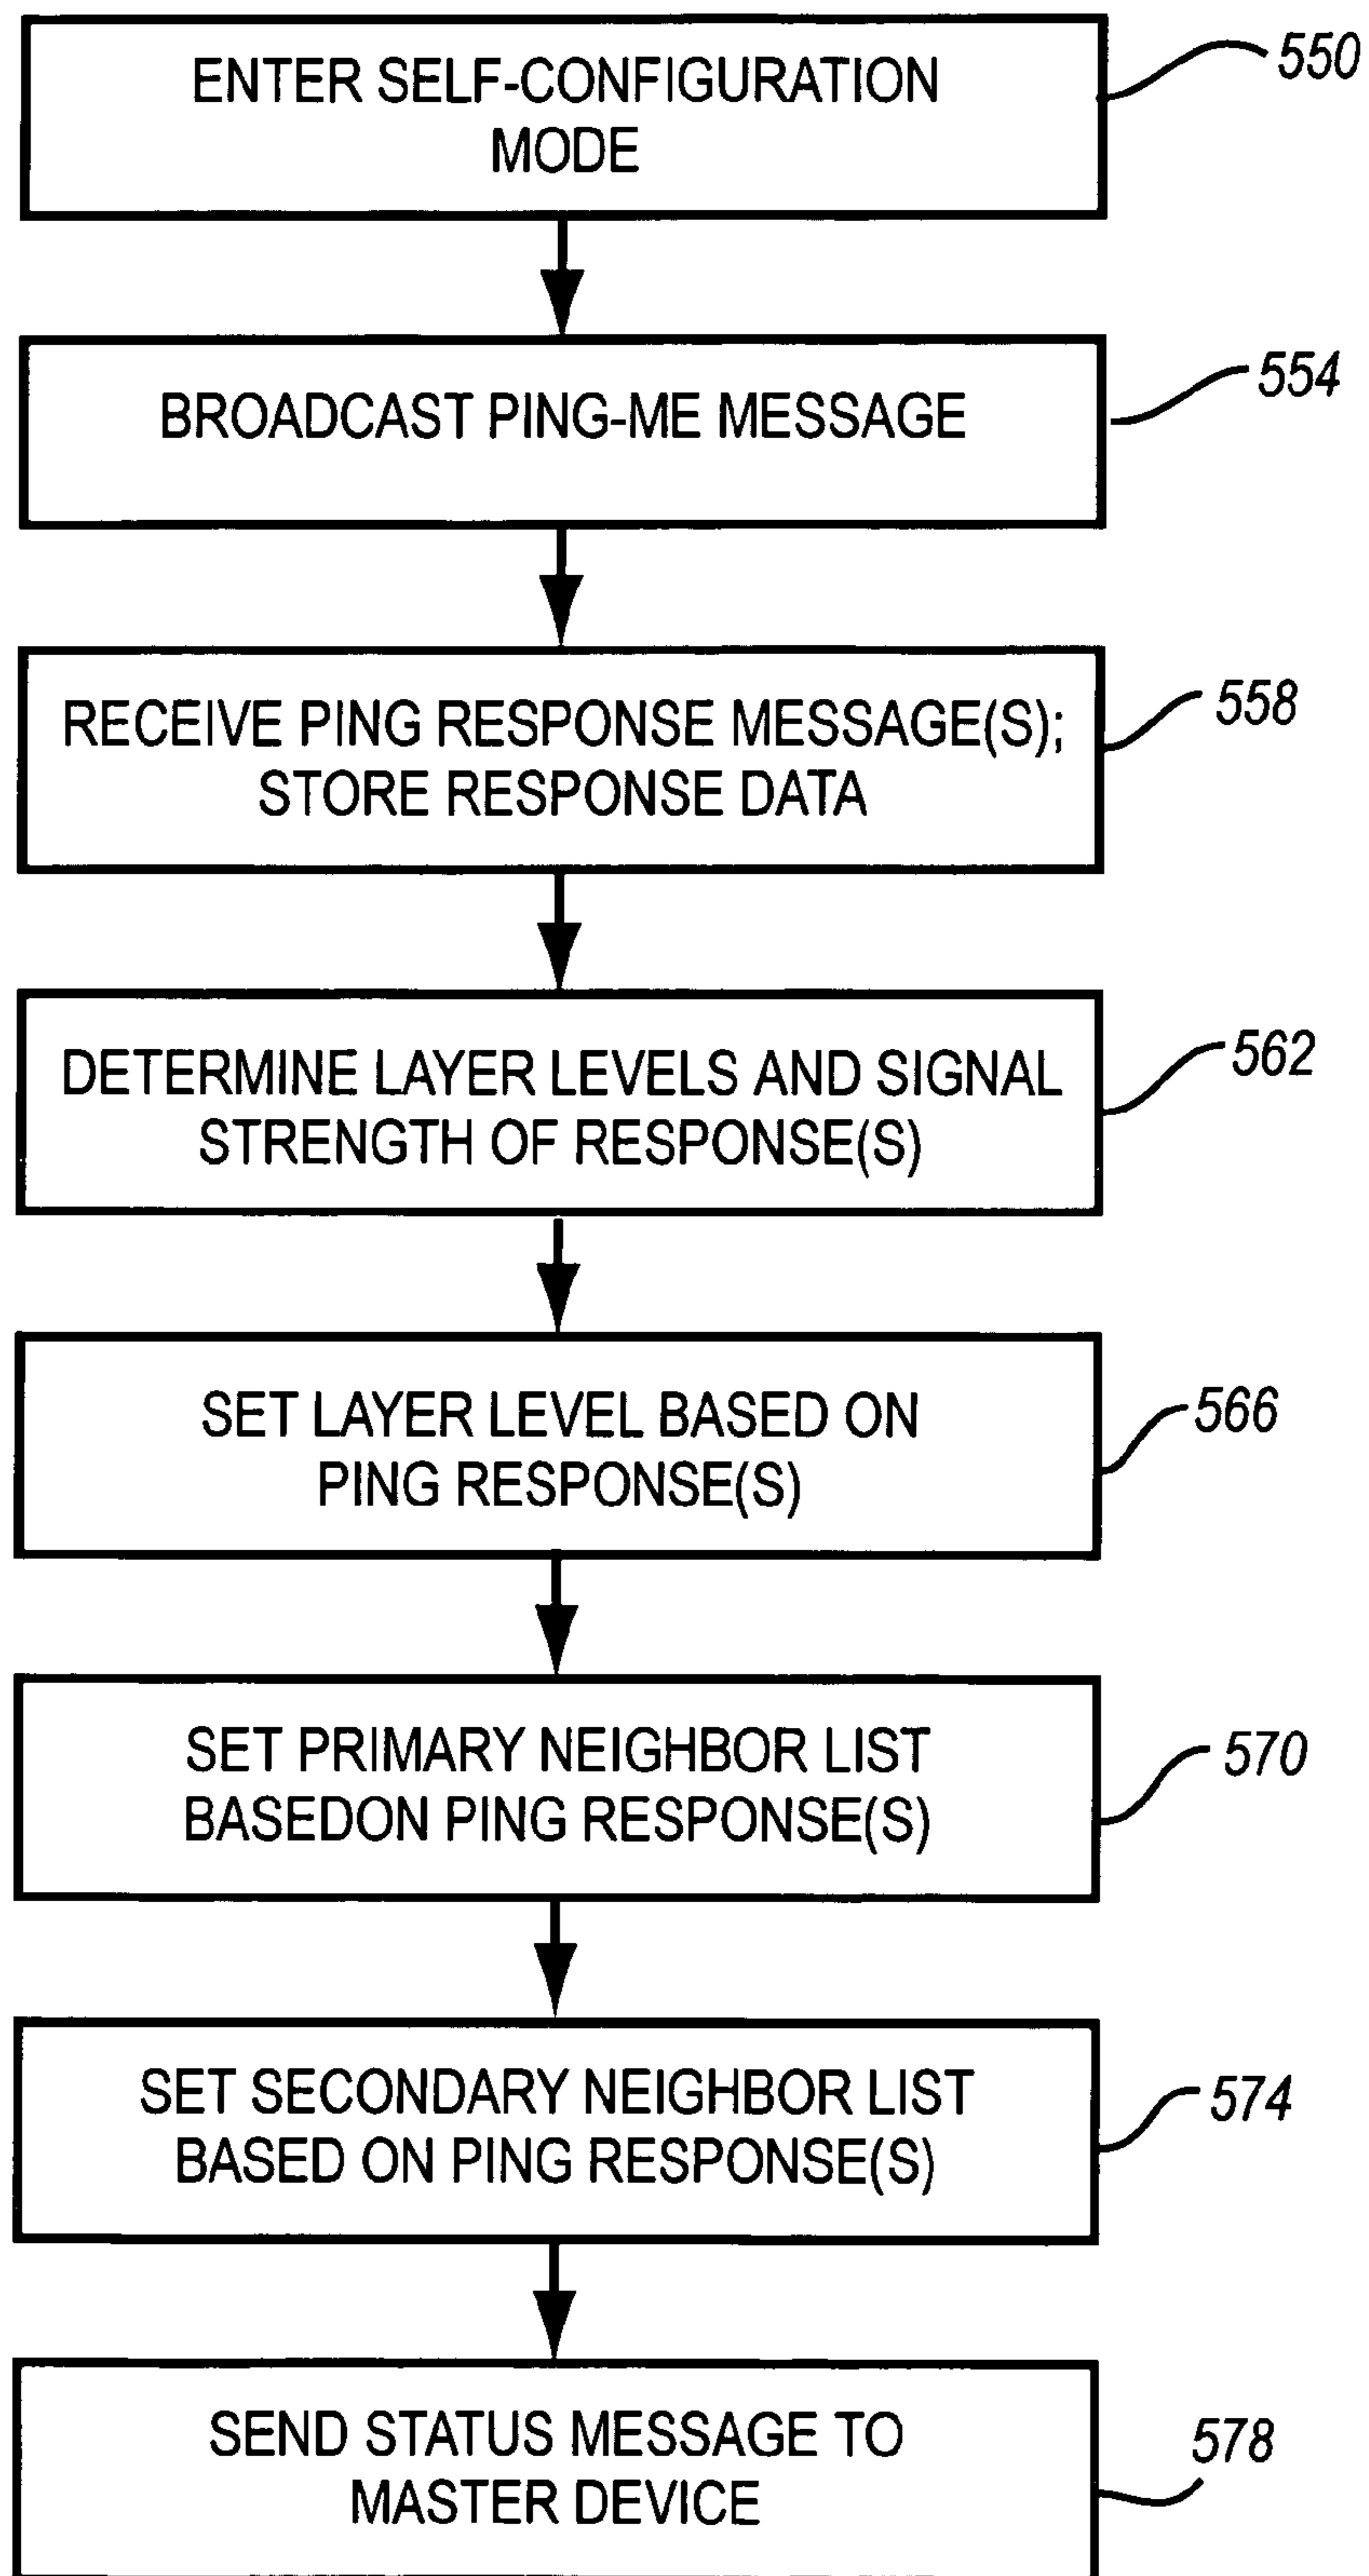 ENTER SELF-CONFIGURATION
MODE
550
BROADCAST PING-ME MESSAGE
554
RECEIVE PING RESPONSE MESSAGE(S);
STORE RESPONSE DATA
558
DETERMINE LAYER LEVELS AND SIGNAL
STRENGTH OF RESPONSE(S)
562
SET LAYER LEVEL BASED ON
PING RESPONSE(S)
566
SET PRIMARY NEIGHBOR LIST
BASEDON PING RESPONSE(S)
570
SET SECONDARY NEIGHBOR LIST
BASED ON PING RESPONSE(S)
574
SEND STATUS MESSAGE TO
MASTER DEVICE
578